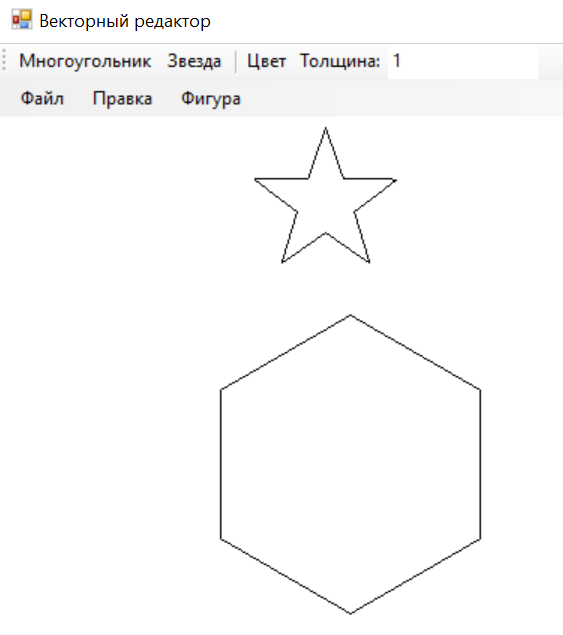 Векторный редактор
Многоугольник Звезда Цвет Толщина: 1
Файл Правка Фигура